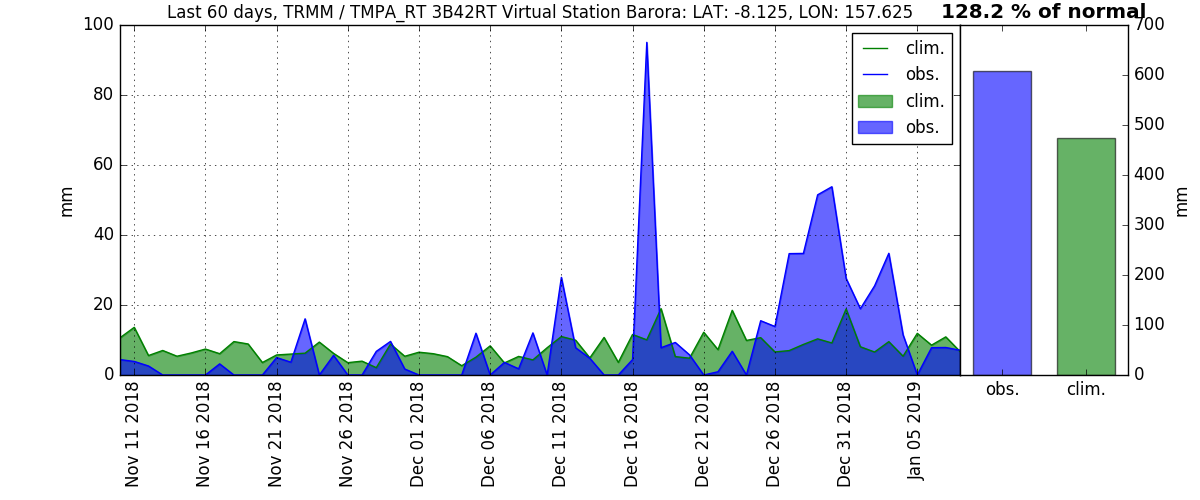 Last 60 days, TRMM / TMPA_RT 3B42RT Virtual Station Barora: LAT: -8.125, LON: 157.625
128.2 % of normal
100
80
60
40
20
0
mm
clim.
obs.
clim.
obs.
700
600
500
400
300
200
100
0
mm
Nov 11 2018
Nov 16 2018
Nov 21 2018
Nov 26 2018
Dec 01 2018
Dec 06 2018
Dec 11 2018
Dec 16 2018
Dec 21 2018
Dec 26 2018
Dec 31 2018
Jan 05 2019
obs.
clim.